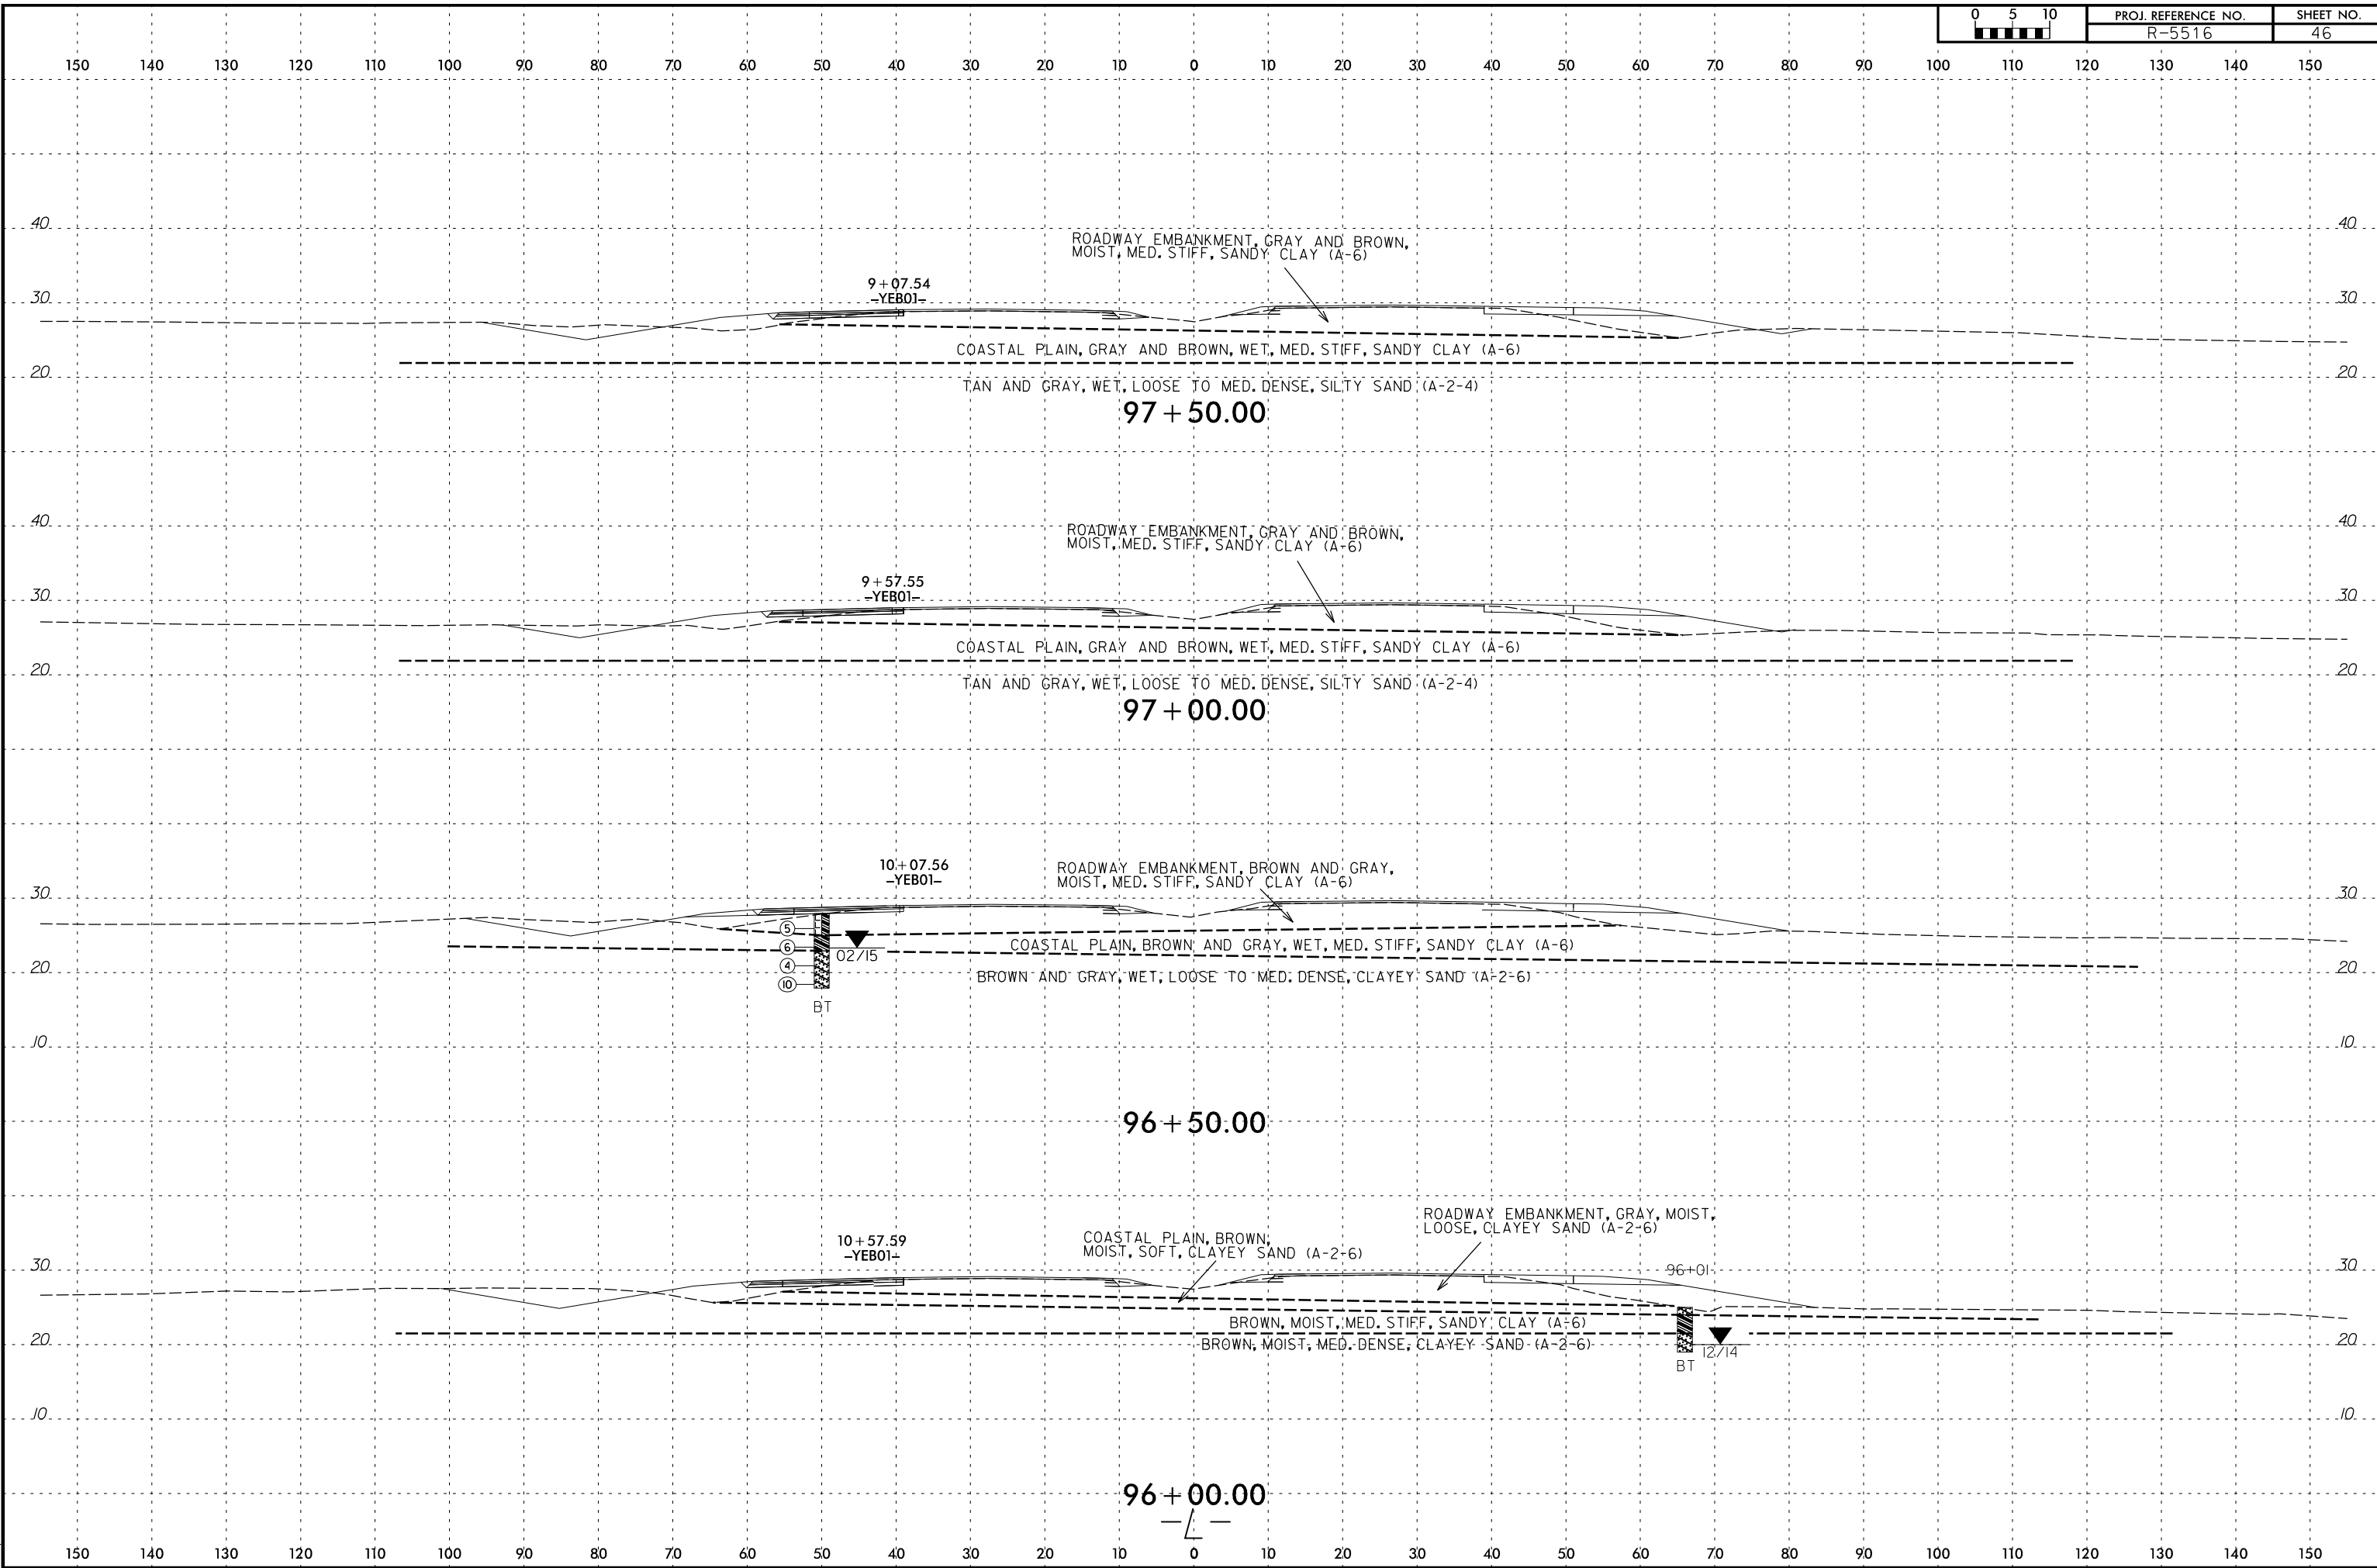 0 5 10
PROJ. REFERENCE NO. SHEET NO.
R-5516 46
150 140 130 120 110 100 90 80 70 60 50 40 30 20 10 0 10 20 30 40 50 60 70 80 90 100 110 120 130 140 150
40 40
ROADWAY EMBANKMENT, GRAY AND BROWN,
MOIST, MED. STIFF, SANDY CLAY (A-6)
9+07.54
-YEB01-
30 30
COASTAL PLAIN, GRAY AND BROWN, WET, MED. STIFF, SANDY CLAY (A-6)
20 20
TAN AND GRAY, WET, LOOSE TO MED. DENSE, SILTY SAND (A-2-4)
97+50.00
40 40
ROADWAY EMBANKMENT, GRAY AND BROWN,
MOIST, MED. STIFF, SANDY CLAY (A-6)
9+57.55
-YEB01-
30 30
COASTAL PLAIN, GRAY AND BROWN, WET, MED. STIFF, SANDY CLAY (A-6)
20 20
TAN AND GRAY, WET, LOOSE TO MED. DENSE, SILTY SAND (A-2-4)
97+00.00
10+07.56
-YEB01-
ROADWAY EMBANKMENT, BROWN AND GRAY,
MOIST, MED. STIFF, SANDY CLAY (A-6)
30 30
5
6
COASTAL PLAIN, BROWN AND GRAY, WET, MED. STIFF, SANDY CLAY (A-6)
02/15
4
20 20
BROWN AND GRAY, WET, LOOSE TO MED. DENSE, CLAYEY SAND (A-2-6)
10
BT
10 10
96+50.00
ROADWAY EMBANKMENT, GRAY, MOIST,
LOOSE, CLAYEY SAND (A-2-6)
COASTAL PLAIN, BROWN,
MOIST, SOFT, CLAYEY SAND (A-2-6)
10+57.59
-YEB01-
30 30
96+01
BROWN, MOIST, MED. STIFF, SANDY CLAY (A-6)
20 20
BROWN, MOIST, MED. DENSE, CLAYEY SAND (A-2-6)
12/14
BT
10 10
96+00.00
-L-
150 140 130 120 110 100 90 80 70 60 50 40 30 20 10 0 10 20 30 40 50 60 70 80 90 100 110 120 130 140 150